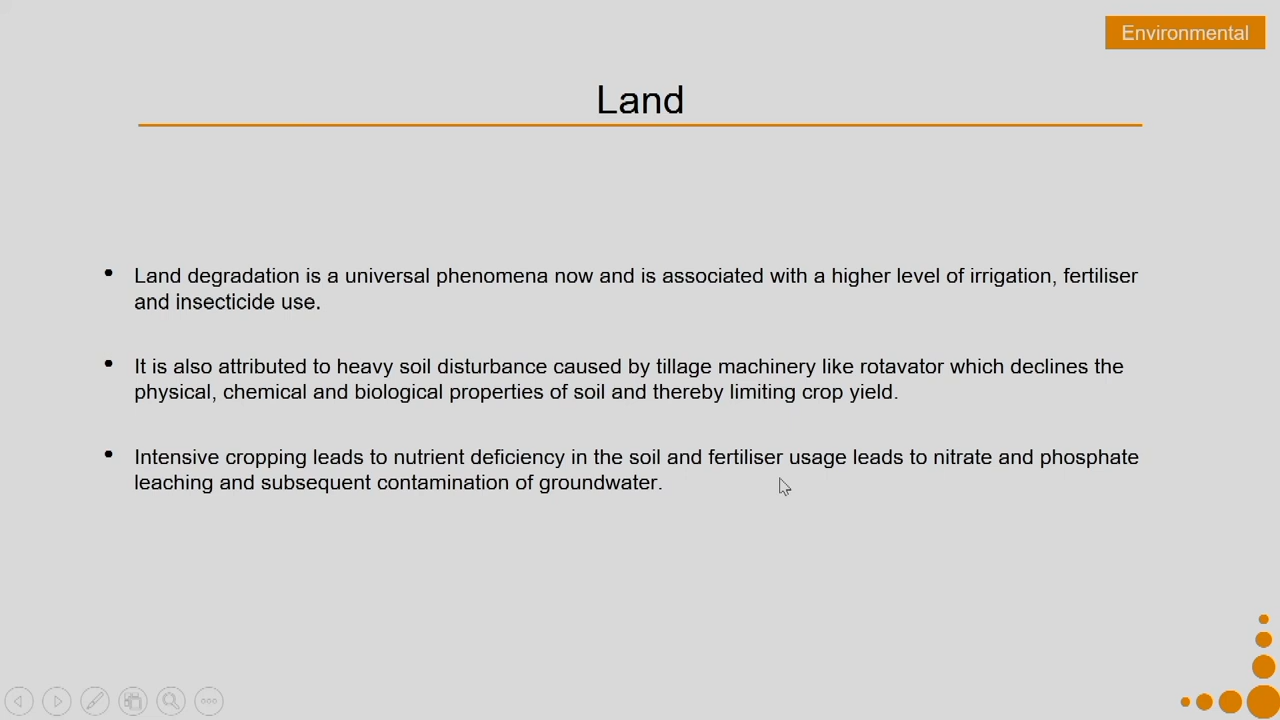 Environmental
Land
• Land degradation is a universal phenomena now and is associated with a higher level of irrigation, fertiliser
and insecticide use.
• It is also attributed to heavy soil disturbance caused by tillage machinery like rotavator which declines the
physical, chemical and biological properties of soil and thereby limiting crop yield.
• Intensive cropping leads to nutrient deficiency in the soil and fertiliser usage leads to nitrate and phosphate
leaching and subsequent contamination of groundwater.